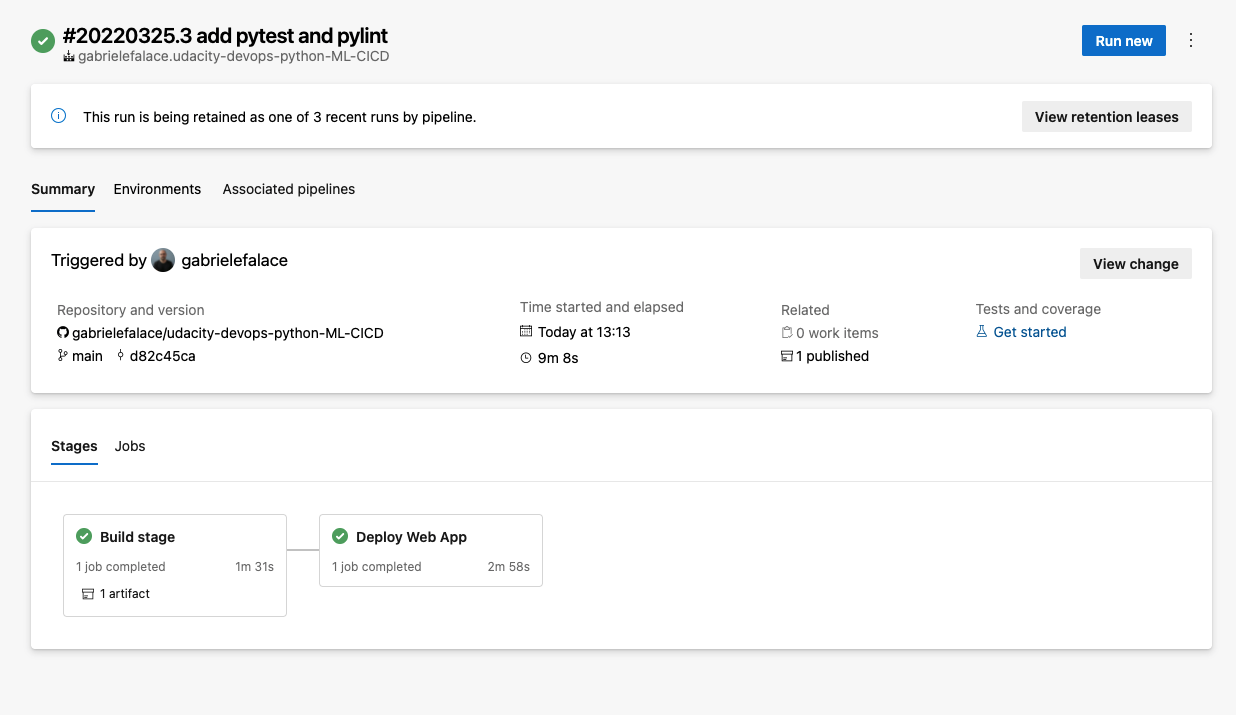 #20220325.3 add pytest and pylint
gabrielefalace.udacity-devops-python-ML-CICD
Run new
This run is being retained as one of 3 recent runs by pipeline.
View retention leases
Summary Environments Associated pipelines
Triggered by gabrielefalace
View change
Repository and version
gabrielefalace/udacity-devops-python-ML-CICD
main d82c45ca
Time started and elapsed
Today at 13:13
9m 8s
Related
0 work items
1 published
Tests and coverage
Get started
Stages Jobs
Build stage
1 job completed 1m 31s
1 artifact
Deploy Web App
1 job completed 2m 58s